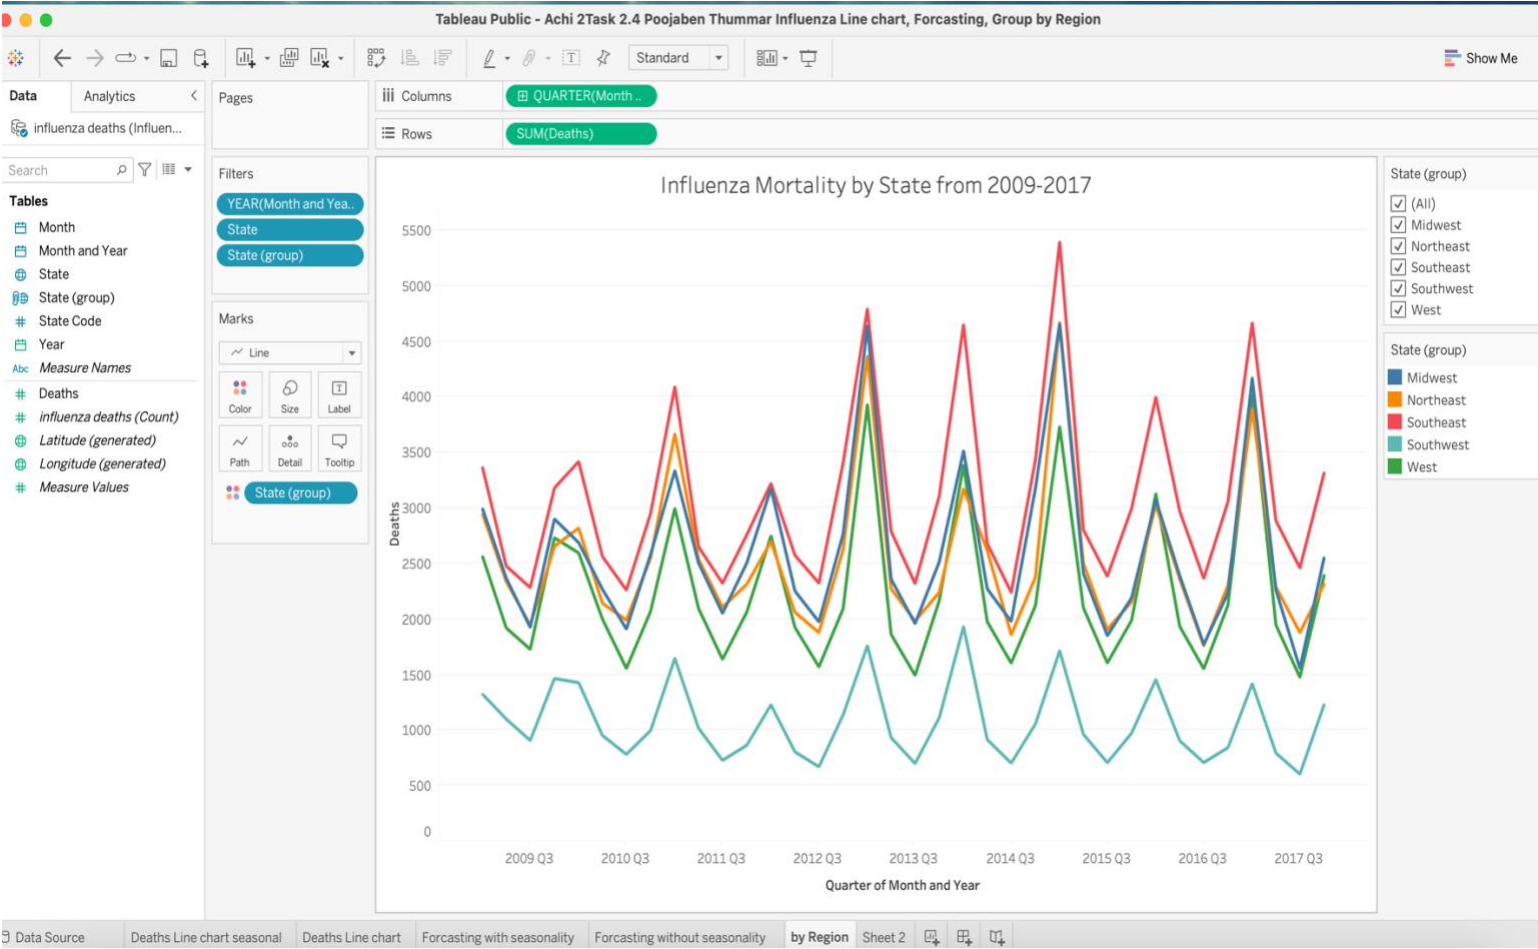 Tableau Public - Achi 2Task 2.4 Poojaben Thummar Influenza Line chart, Forcasting, Group by Region
Standard
Show Me
Data
Analytics
Pages
Columns
QUARTER(Month ..
influenza deaths (Influen...
Rows
SUM(Deaths)
Search
Filters
YEAR(Month and Yea..
State
State (group)
Tables
Month
Month and Year
State
State (group)
State Code
Year
Abc Measure Names
Deaths
influenza deaths (Count)
Latitude (generated)
Longitude (generated)
Measure Values
Marks
Line
Color
Size
Label
Path
Detail
Tooltip
State (group)
Influenza Mortality by State from 2009-2017
5500
5000
4500
4000
3500
3000
2500
2000
1500
1000
500
0
Deaths
2009 Q3
2010 Q3
2011 Q3
2012 Q3
2013 Q3
2014 Q3
2015 Q3
2016 Q3
2017 Q3
Quarter of Month and Year
State (group)
(All)
Midwest
Northeast
Southeast
Southwest
West
State (group)
Midwest
Northeast
Southeast
Southwest
West
Data Source
Deaths Line chart seasonal
Deaths Line chart
Forcasting with seasonality
Forcasting without seasonality
by Region
Sheet 2